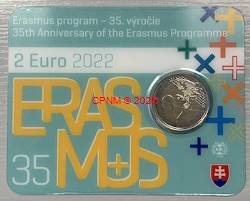 Erasmus program – 35. výročie
35th Anniversary of the Erasmus Programme
2 Euro 2022
ERAS
MUS
35
CPNM © 2020